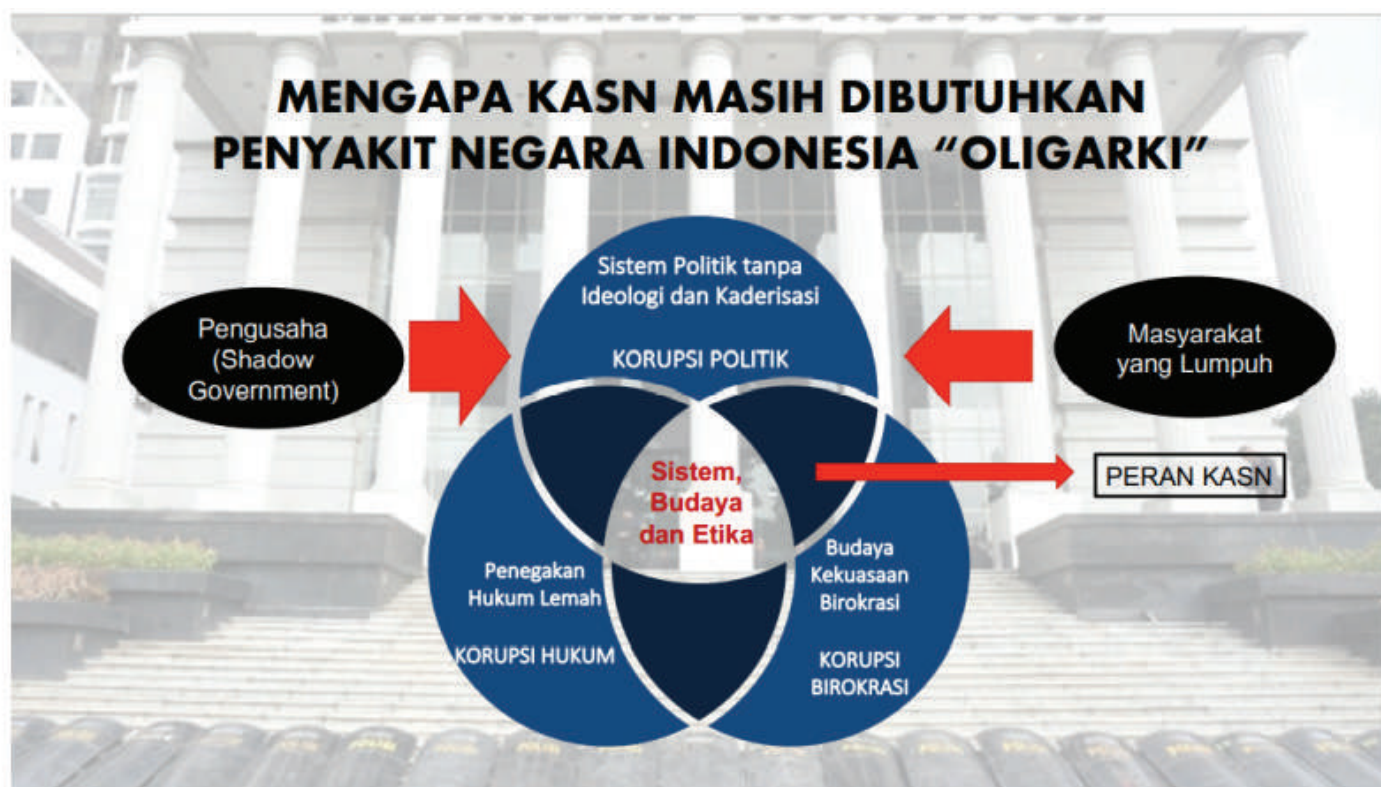 MENGAPA KASN MASIH DIBUTUHKAN
PENYAKIT NEGARA INDONESIA “OLIGARKI”
Sistem Politik tanpa
Ideologi dan Kaderisasi
KORUPSI POLITIK
Pengusaha
(Shadow
Government)
Masyarakat
yang Lumpuh
Sistem,
Budaya
dan Etika
PERAN KASN
Penegakan
Hukum Lemah
KORUPSI HUKUM
Budaya
Kekuasaan
Birokrasi
KORUPSI
BIROKRASI